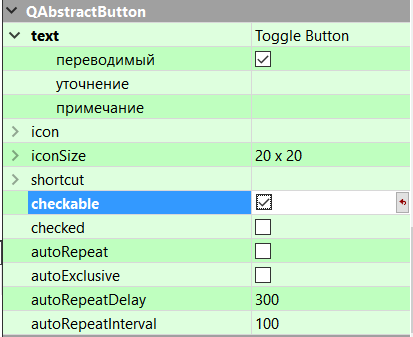 QAbstractButton
text Toggle Button
переводимый
уточнение
примечание
icon
iconSize 20 x 20
shortcut
checkable
checked
autoRepeat
autoExclusive
autoRepeatDelay 300
autoRepeatInterval 100